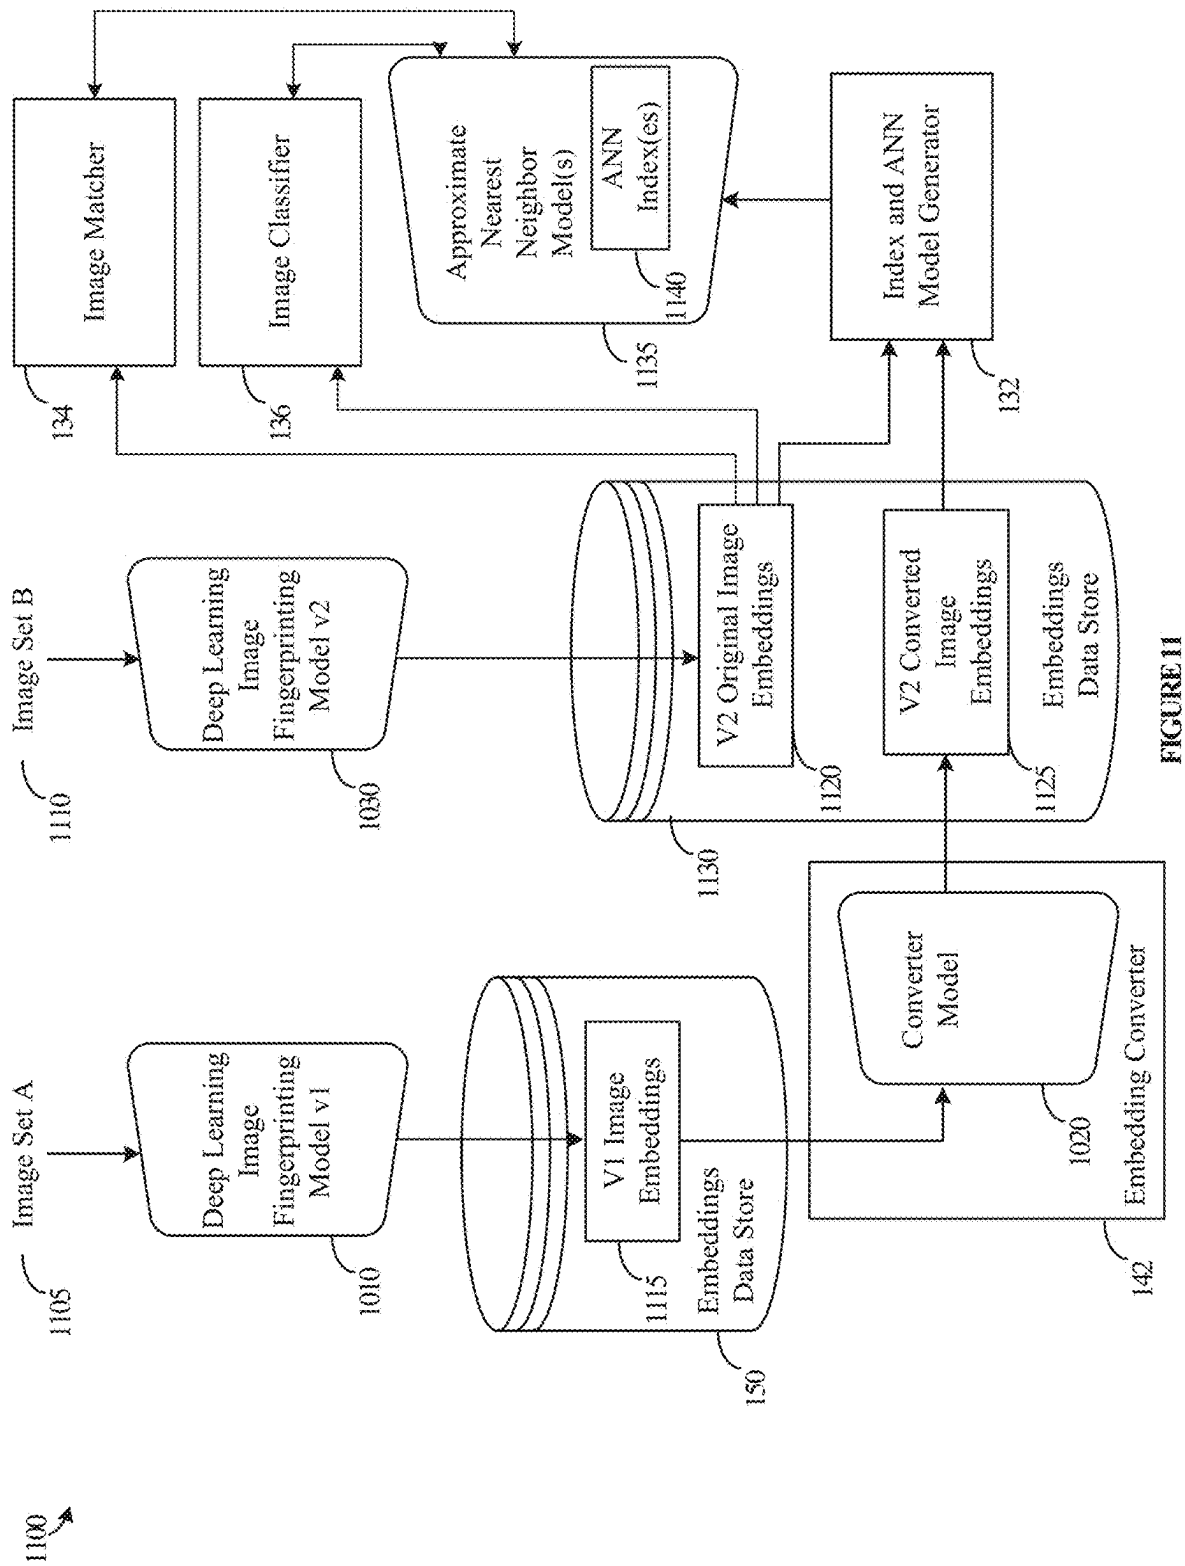 1100
1105
Image Set A
1110
Image Set B
Deep Learning
Image
Fingerprinting
Model v1
1010
Deep Learning
Image
Fingerprinting
Model v2
1030
V1 Image
Embeddings
1115
Embeddings
Data Store
150
Converter
Model
1020
Embedding Converter
142
1130
V2 Original Image
Embeddings
1120
V2 Converted
Image
Embeddings
1125
Embeddings
Data Store
Image Matcher
134
Image Classifier
136
Approximate
Nearest
Neighbor
Model(s)
ANN
Index(es)
1140
1135
Index and ANN
Model Generator
132
FIGURE 11